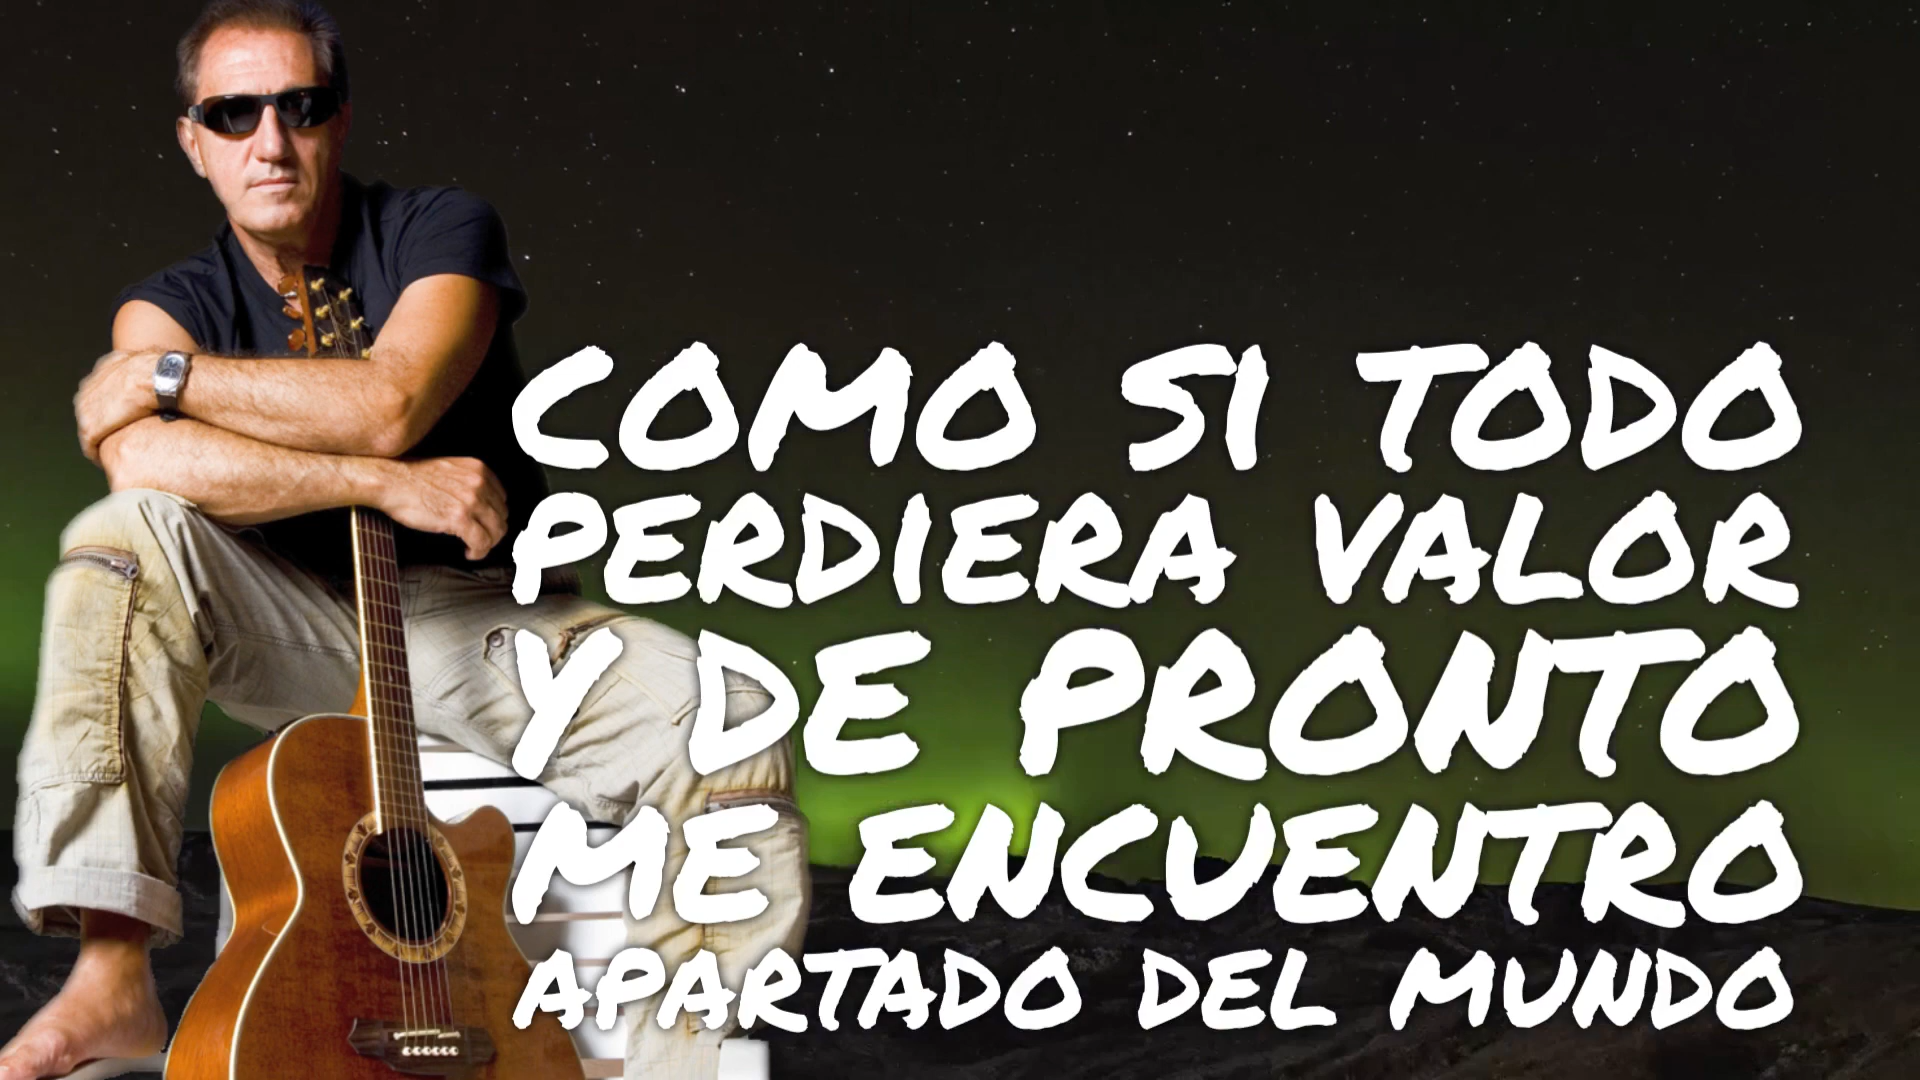 COMO SI TODO
PERDIERA VALOR
Y DE PRONTO
ME ENCUENTRO
APARTADO DEL MUNDO